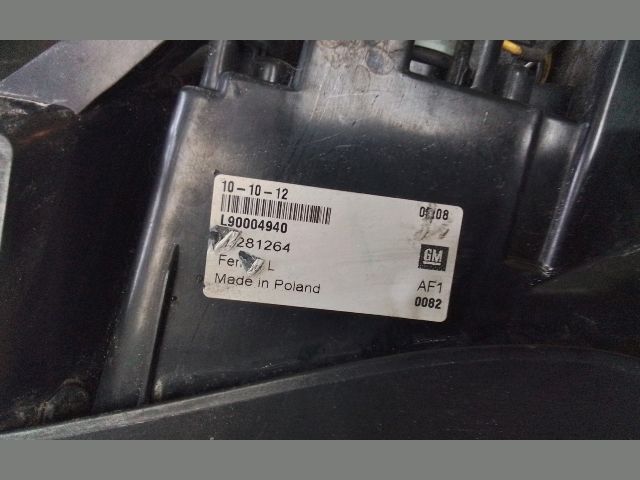 10-10-12
L90004940
281264 GM
L
Made in Poland AF1
0082